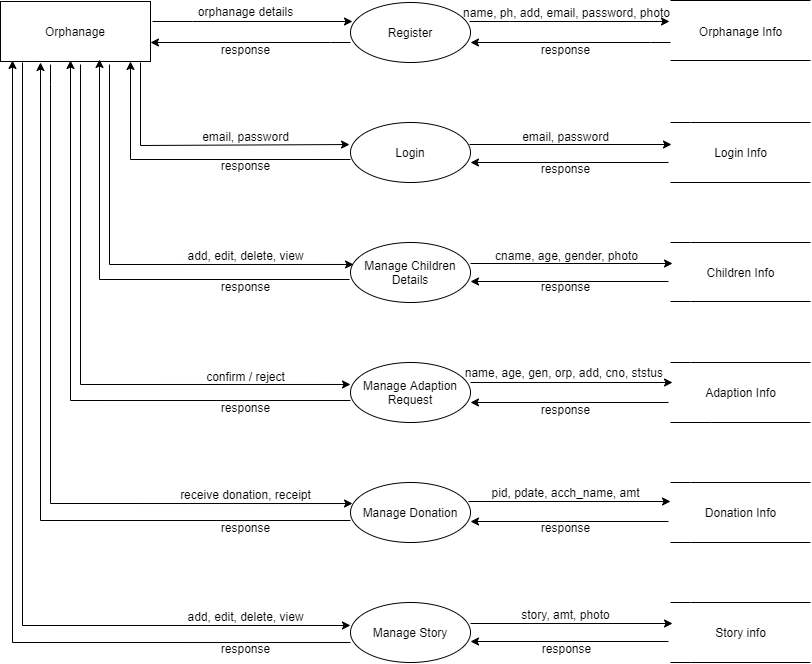 orphanage details
name, ph, add, email, password, photo
Orphanage
Register
Orphanage Info
response
response
email, password
email, password
Login
Login Info
response
response
add, edit, delete, view
cname, age, gender, photo
Manage Children
Details
Children Info
response
response
confirm / reject
name, age, gen, orp, add, cno, ststus
Manage Adaption
Request
Adaption Info
response
response
receive donation, receipt
pid, pdate, acch_name, amt
Manage Donation
Donation Info
response
response
add, edit, delete, view
story, amt, photo
Manage Story
Story info
response
response